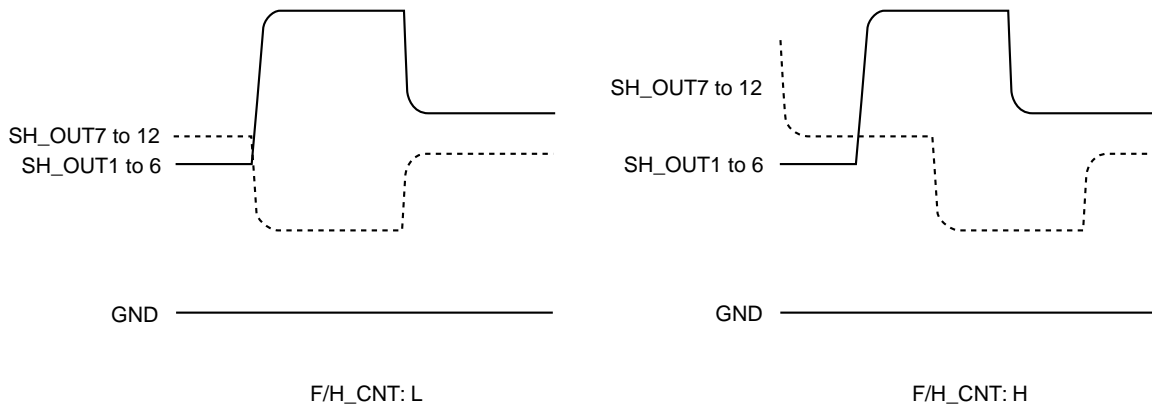 SH_OUT7 to 12
SH_OUT1 to 6
GND
F/H_CNT: L
SH_OUT7 to 12
SH_OUT1 to 6
GND
F/H_CNT: H